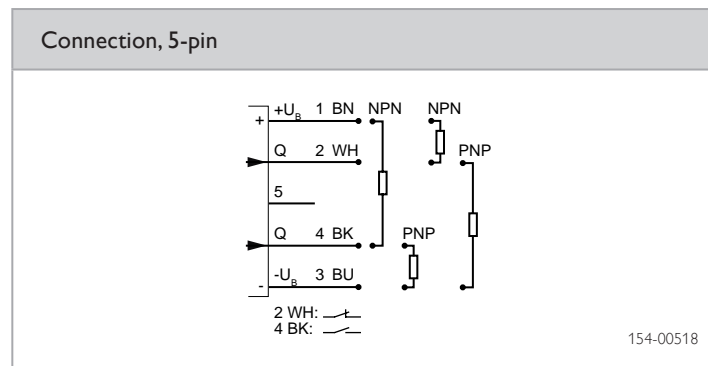 Connection, 5-pin
+U_B 1 BN NPN NPN
+
Q 2 WH PNP
5
Q 4 BK PNP
-U_B 3 BU
-
2 WH:
4 BK:
154-00518